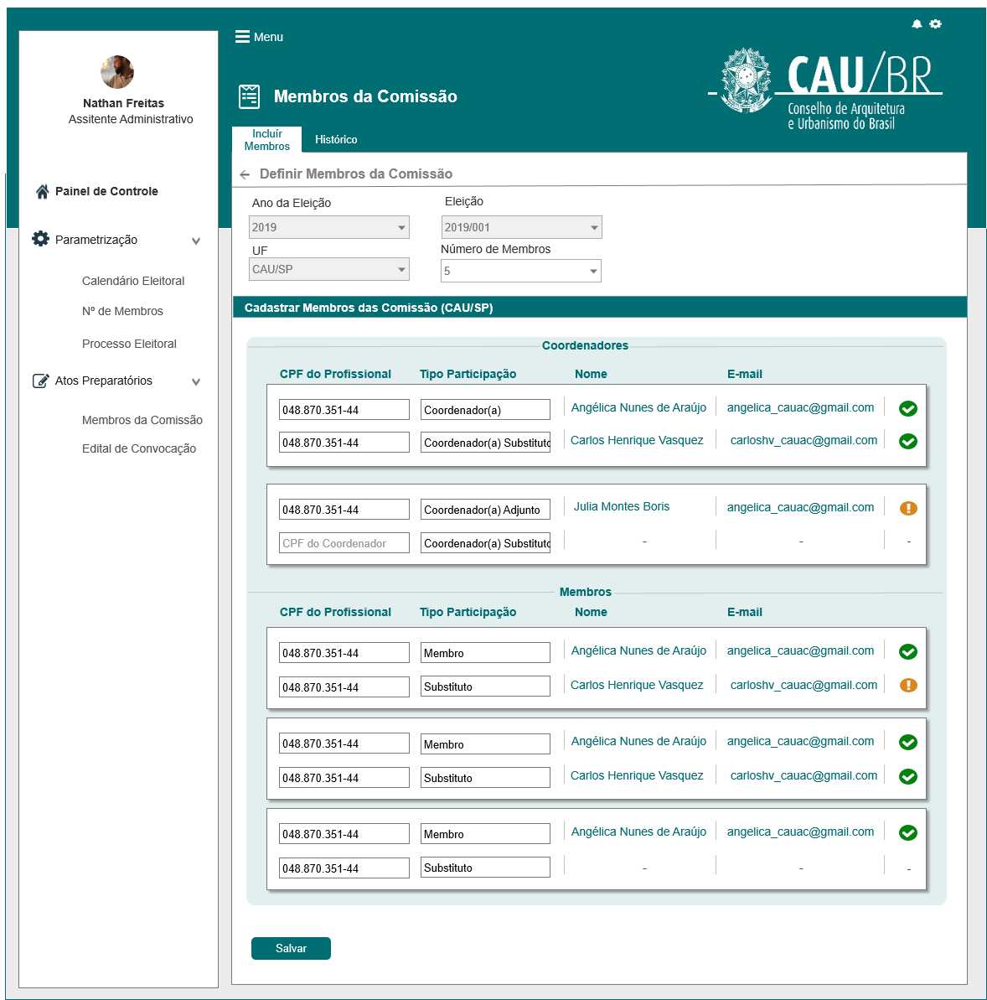 Menu
Membros da Comissão
CAU/BR
Conselho de Arquitetura
e Urbanismo do Brasil
Nathan Freitas
Assitente Administrativo
Painel de Controle
Parametrização
Calendário Eleitoral
Nº de Membros
Processo Eleitoral
Atos Preparatórios
Membros da Comissão
Edital de Convocação
Incluír
Membros
Histórico
Definir Membros da Comissão
Ano da Eleição
Eleição
2019
2019/001
UF
Número de Membros
CAU/SP
5
Cadastrar Membros das Comissão (CAU/SP)
Coordenadores
CPF do Profissional Tipo Participação Nome E-mail
048.870.351-44 Coordenador(a) Angélica Nunes de Araújo angelica_cauac@gmail.com
048.870.351-44 Coordenador(a) Substituto Carlos Henrique Vasquez carloshv_cauac@gmail.com
048.870.351-44 Coordenador(a) Adjunto Julia Montes Boris angelica_cauac@gmail.com
CPF do Coordenador Coordenador(a) Substituto - - -
Membros
CPF do Profissional Tipo Participação Nome E-mail
048.870.351-44 Membro Angélica Nunes de Araújo angelica_cauac@gmail.com
048.870.351-44 Substituto Carlos Henrique Vasquez carloshv_cauac@gmail.com
048.870.351-44 Membro Angélica Nunes de Araújo angelica_cauac@gmail.com
048.870.351-44 Substituto Carlos Henrique Vasquez carloshv_cauac@gmail.com
048.870.351-44 Membro Angélica Nunes de Araújo angelica_cauac@gmail.com
048.870.351-44 Substituto - - -
Salvar